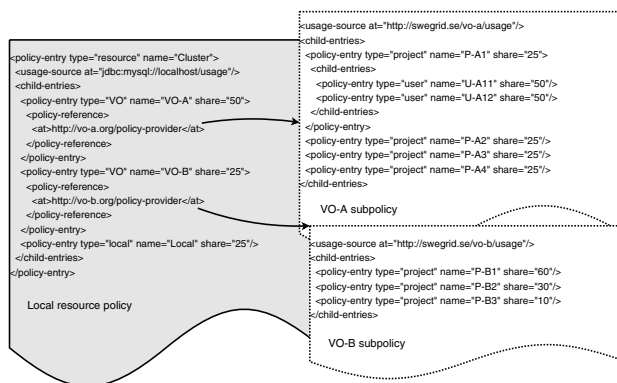 <policy-entry type="resource" name="Cluster">
<usage-source at="jdbc:mysql://localhost/usage"/>
<child-entries>
<policy-entry type="VO" name="VO-A" share="50">
<policy-reference>
<at>http://vo-a.org/policy-provider</at>
</policy-reference>
</policy-entry>
<policy-entry type="VO" name="VO-B" share="25">
<policy-reference>
<at>http://vo-b.org/policy-provider</at>
</policy-reference>
</policy-entry>
<policy-entry type="local" name="Local" share="25"/>
</child-entries>
</policy-entry>
Local resource policy
<usage-source at="http://swegrid.se/vo-a/usage"/>
<child-entries>
<policy-entry type="project" name="P-A1" share="25">
<child-entries>
<policy-entry type="user" name="U-A11" share="50"/>
<policy-entry type="user" name="U-A12" share="50"/>
</child-entries>
</policy-entry>
<policy-entry type="project" name="P-A2" share="25"/>
<policy-entry type="project" name="P-A3" share="25"/>
<policy-entry type="project" name="P-A4" share="25"/>
</child-entries>
VO-A subpolicy
<usage-source at="http://swegrid.se/vo-b/usage"/>
<child-entries>
<policy-entry type="project" name="P-B1" share="60"/>
<policy-entry type="project" name="P-B2" share="30"/>
<policy-entry type="project" name="P-B3" share="10"/>
</child-entries>
VO-B subpolicy